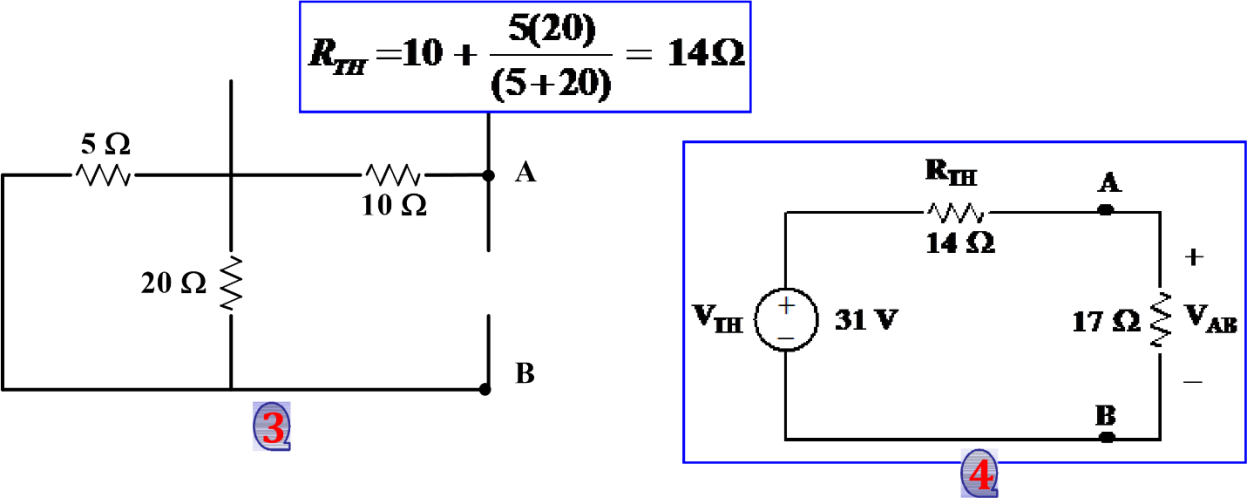 R_TH = 10 + 5(20) / (5+20) = 14Ω
5 Ω
10 Ω
A
20 Ω
B
3
R_TH
A
14 Ω
+
V_TH
+
−
31 V
17 Ω
V_AB
−
B
4